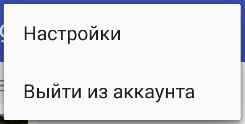 Настройки
Выйти из аккаунта